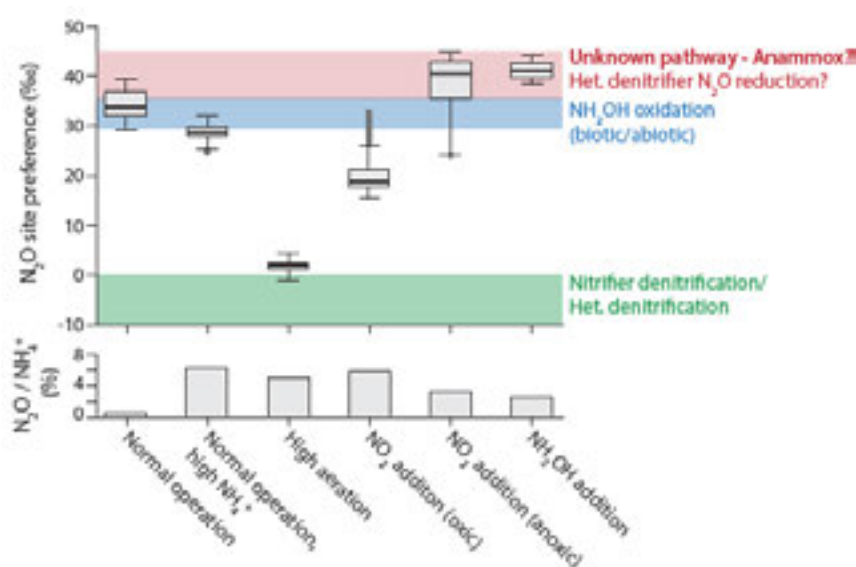 50
40
30
20
10
0
-10
N₂O site preference (‰)
Unknown pathway - Anammox??
Het. denitrifier N₂O reduction?
NH₂OH oxidation
(biotic/abiotic)
Nitrifier denitrification/
Het. denitrification
8
4
0
N₂O / NH₄⁺
(%)
Normal operation
Normal operation,
high NH₄⁺
High aeration
NO₂⁻ additon (oxic)
NO₂⁻ addition (anoxic)
NH₂OH addition